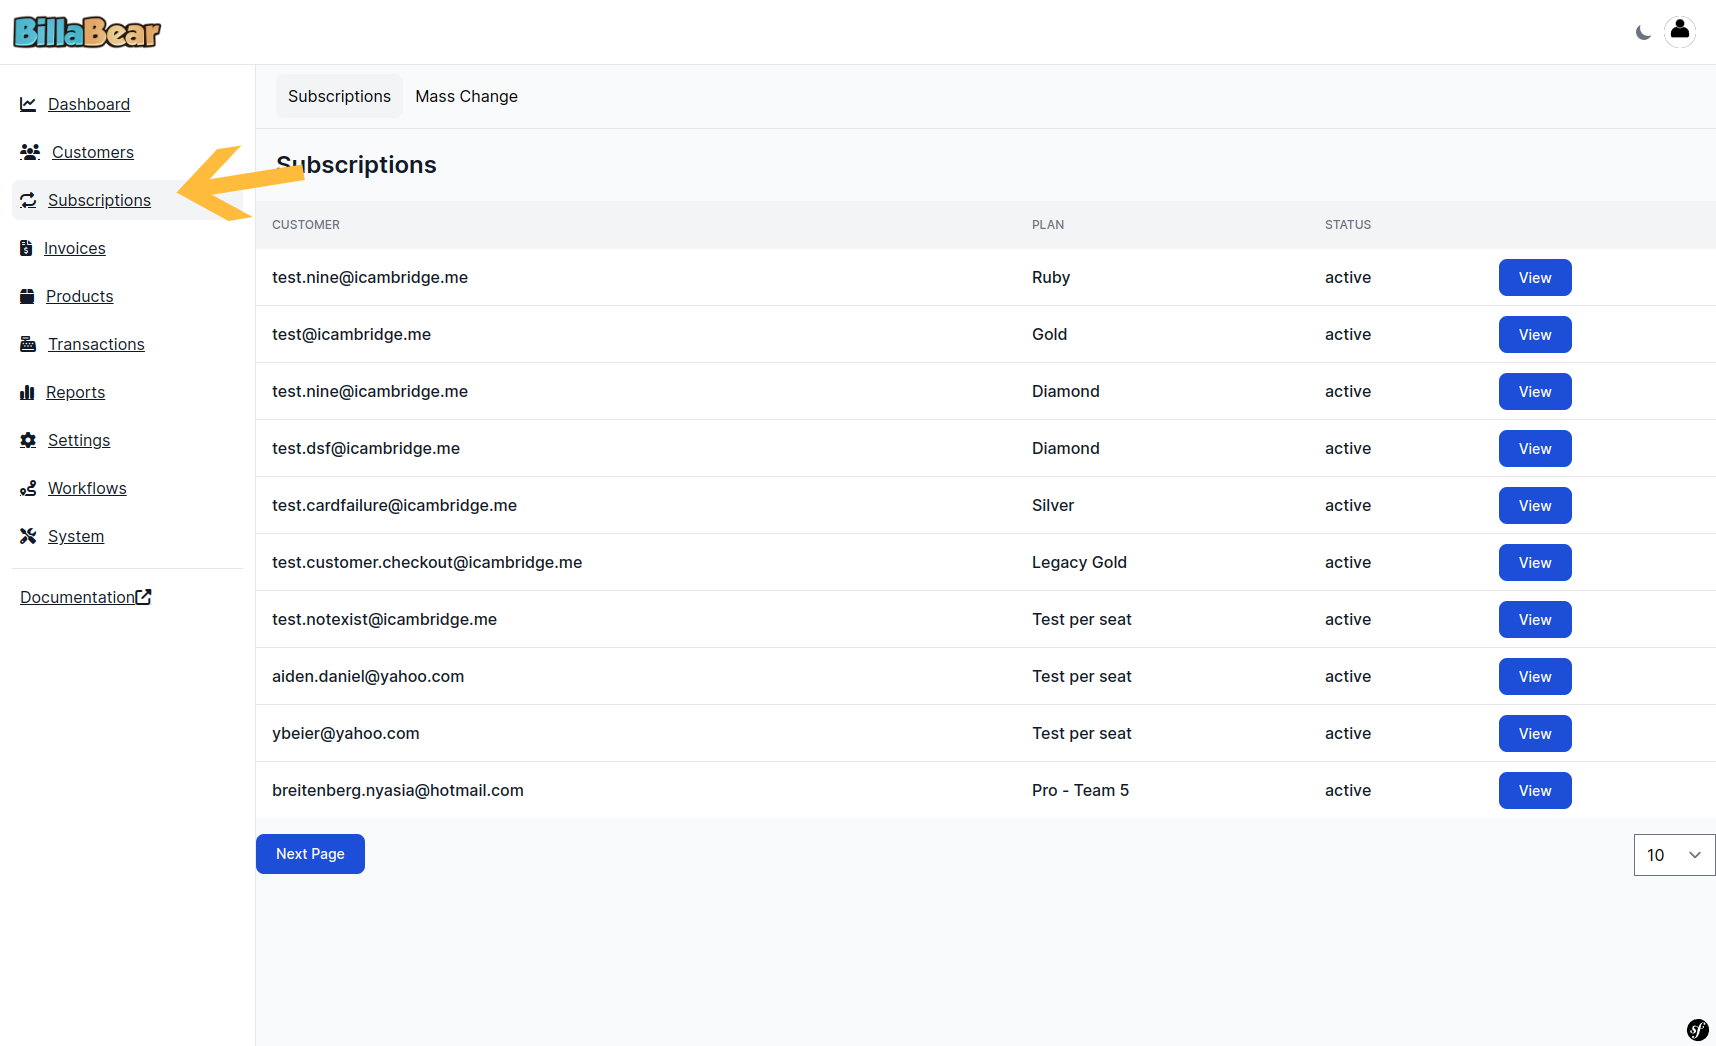 BillaBear
Dashboard
Customers
Subscriptions
Invoices
Products
Transactions
Reports
Settings
Workflows
System
Documentation
Subscriptions Mass Change
Subscriptions
CUSTOMER PLAN STATUS
test.nine@icambridge.me Ruby active View
test@icambridge.me Gold active View
test.nine@icambridge.me Diamond active View
test.dsf@icambridge.me Diamond active View
test.cardfailure@icambridge.me Silver active View
test.customer.checkout@icambridge.me Legacy Gold active View
test.notexist@icambridge.me Test per seat active View
aiden.daniel@yahoo.com Test per seat active View
ybeier@yahoo.com Test per seat active View
breitenberg.nyasia@hotmail.com Pro - Team 5 active View
Next Page 10
sf